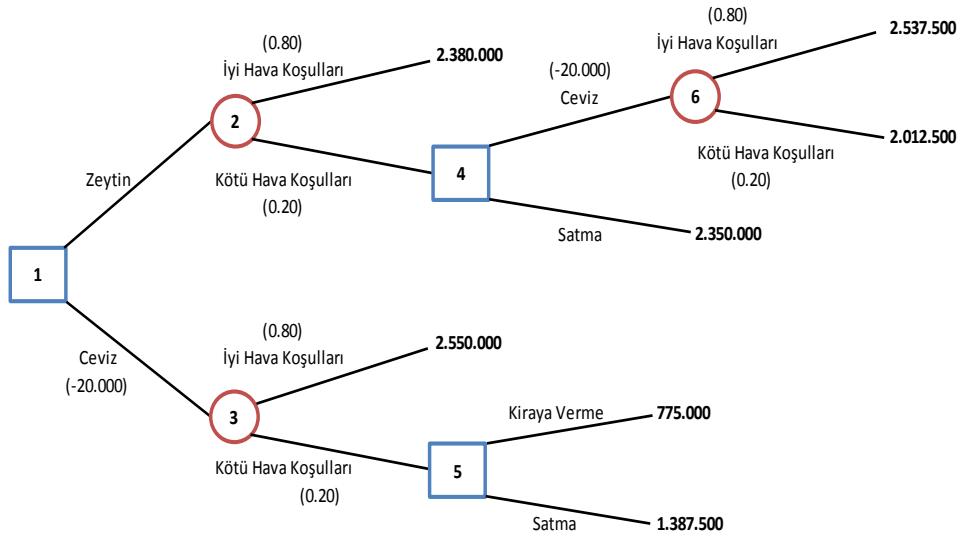 (0.80)
İyi Hava Koşulları
2.380.000
(0.80)
İyi Hava Koşulları
2.537.500
(-20.000)
Ceviz
6
2
Kötü Hava Koşulları
(0.20)
2.012.500
Zeytin
Kötü Hava Koşulları
(0.20)
4
Satma
2.350.000
1
Ceviz
(-20.000)
(0.80)
İyi Hava Koşulları
2.550.000
3
Kiraya Verme
775.000
Kötü Hava Koşulları
(0.20)
5
Satma
1.387.500